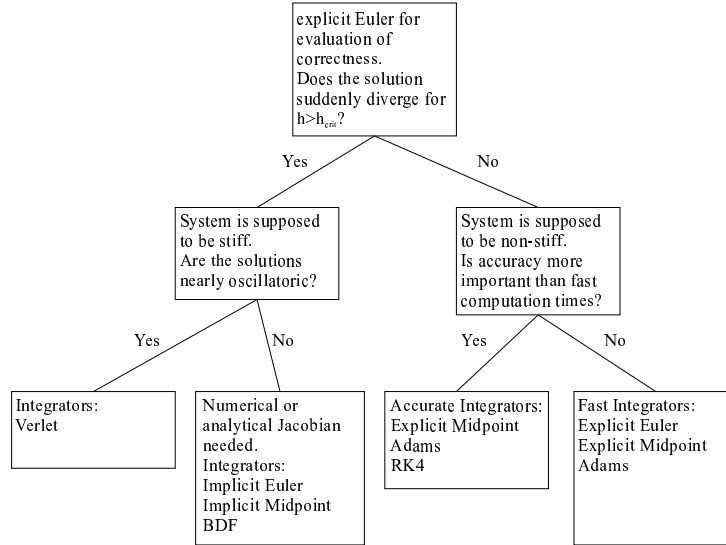 explicit Euler for
evaluation of
correctness.
Does the solution
suddenly diverge for
h>h_crit?
Yes
No
System is supposed
to be stiff.
Are the solutions
nearly oscillatoric?
System is supposed
to be non-stiff.
Is accuracy more
important than fast
computation times?
Yes
No
Yes
No
Integrators:
Verlet
Numerical or
analytical Jacobian
needed.
Integrators:
Implicit Euler
Implicit Midpoint
BDF
Accurate Integrators:
Explicit Midpoint
Adams
RK4
Fast Integrators:
Explicit Euler
Explicit Midpoint
Adams